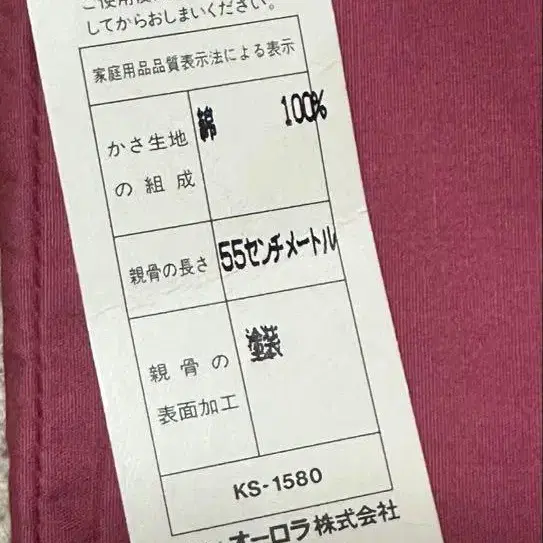 してからおしまいください。
家庭用品品質表示法による表示
かさ生地 綿 100%
の組成
親骨の長さ 55センチメートル
親骨の 塗装
表面加工
KS-1580
オーロラ株式会社